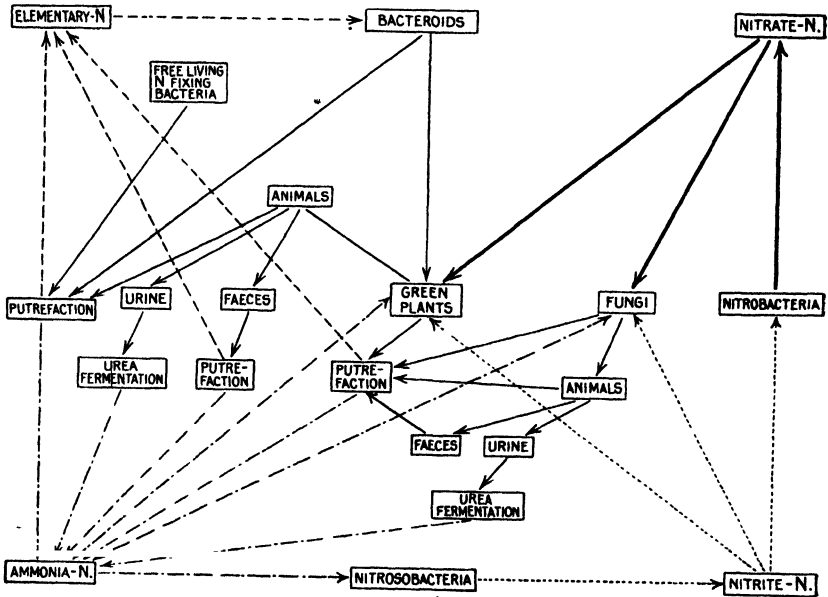 ELEMENTARY-N
BACTEROIDS
NITRATE-N.
FREE LIVING
N FIXING
BACTERIA
ANIMALS
PUTREFACTION
URINE
FAECES
GREEN
PLANTS
FUNGI
NITROBACTERIA
UREA
FERMENTATION
PUTRE-
FACTION
PUTRE-
FACTION
ANIMALS
FAECES
URINE
UREA
FERMENTATION
AMMONIA-N.
NITROSOBACTERIA
NITRITE-N.